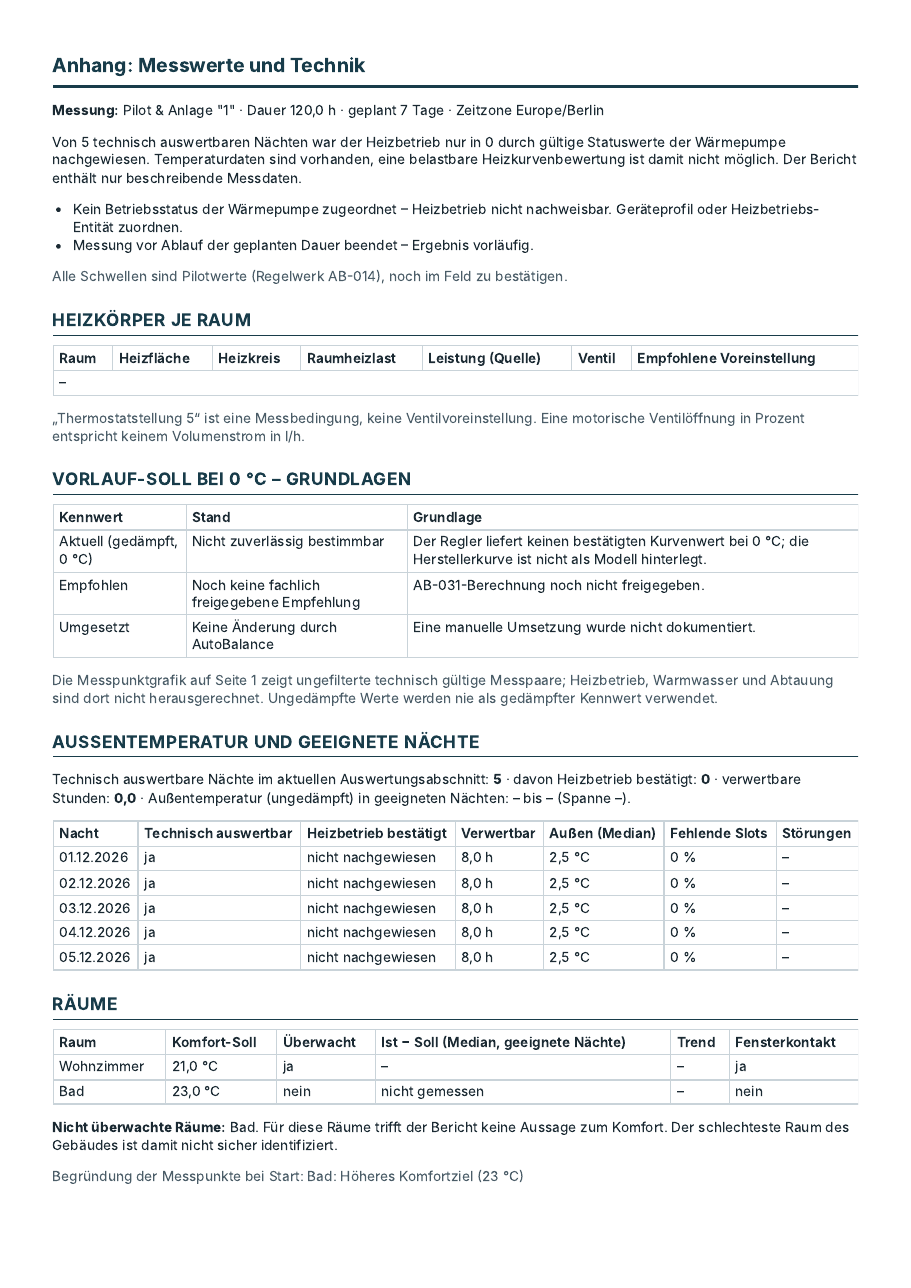 Anhang: Messwerte und Technik
Messung: Pilot & Anlage "1" · Dauer 120,0 h · geplant 7 Tage · Zeitzone Europe/Berlin
Von 5 technisch auswertbaren Nächten war der Heizbetrieb nur in 0 durch gültige Statuswerte der Wärmepumpe
nachgewiesen. Temperaturdaten sind vorhanden, eine belastbare Heizkurvenbewertung ist damit nicht möglich. Der Bericht
enthält nur beschreibende Messdaten.
• Kein Betriebsstatus der Wärmepumpe zugeordnet – Heizbetrieb nicht nachweisbar. Geräteprofil oder Heizbetriebs-
Entität zuordnen.
• Messung vor Ablauf der geplanten Dauer beendet – Ergebnis vorläufig.
Alle Schwellen sind Pilotwerte (Regelwerk AB-014), noch im Feld zu bestätigen.
HEIZKÖRPER JE RAUM
Raum Heizfläche Heizkreis Raumheizlast Leistung (Quelle) Ventil Empfohlene Voreinstellung
–
„Thermostatstellung 5“ ist eine Messbedingung, keine Ventilvoreinstellung. Eine motorische Ventilöffnung in Prozent
entspricht keinem Volumenstrom in l/h.
VORLAUF-SOLL BEI 0 °C – GRUNDLAGEN
Kennwert Stand Grundlage
Aktuell (gedämpft, Nicht zuverlässig bestimmbar Der Regler liefert keinen bestätigten Kurvenwert bei 0 °C; die
0 °C) Herstellerkurve ist nicht als Modell hinterlegt.
Empfohlen Noch keine fachlich AB-031-Berechnung noch nicht freigegeben.
freigegebene Empfehlung
Umgesetzt Keine Änderung durch Eine manuelle Umsetzung wurde nicht dokumentiert.
AutoBalance
Die Messpunktgrafik auf Seite 1 zeigt ungefilterte technisch gültige Messpaare; Heizbetrieb, Warmwasser und Abtauung
sind dort nicht herausgerechnet. Ungedämpfte Werte werden nie als gedämpfter Kennwert verwendet.
AUSSENTEMPERATUR UND GEEIGNETE NÄCHTE
Technisch auswertbare Nächte im aktuellen Auswertungsabschnitt: 5 · davon Heizbetrieb bestätigt: 0 · verwertbare
Stunden: 0,0 · Außentemperatur (ungedämpft) in geeigneten Nächten: – bis – (Spanne –).
Nacht Technisch auswertbar Heizbetrieb bestätigt Verwertbar Außen (Median) Fehlende Slots Störungen
01.12.2026 ja nicht nachgewiesen 8,0 h 2,5 °C 0 % –
02.12.2026 ja nicht nachgewiesen 8,0 h 2,5 °C 0 % –
03.12.2026 ja nicht nachgewiesen 8,0 h 2,5 °C 0 % –
04.12.2026 ja nicht nachgewiesen 8,0 h 2,5 °C 0 % –
05.12.2026 ja nicht nachgewiesen 8,0 h 2,5 °C 0 % –
RÄUME
Raum Komfort-Soll Überwacht Ist − Soll (Median, geeignete Nächte) Trend Fensterkontakt
Wohnzimmer 21,0 °C ja – – ja
Bad 23,0 °C nein nicht gemessen – nein
Nicht überwachte Räume: Bad. Für diese Räume trifft der Bericht keine Aussage zum Komfort. Der schlechteste Raum des
Gebäudes ist damit nicht sicher identifiziert.
Begründung der Messpunkte bei Start: Bad: Höheres Komfortziel (23 °C)